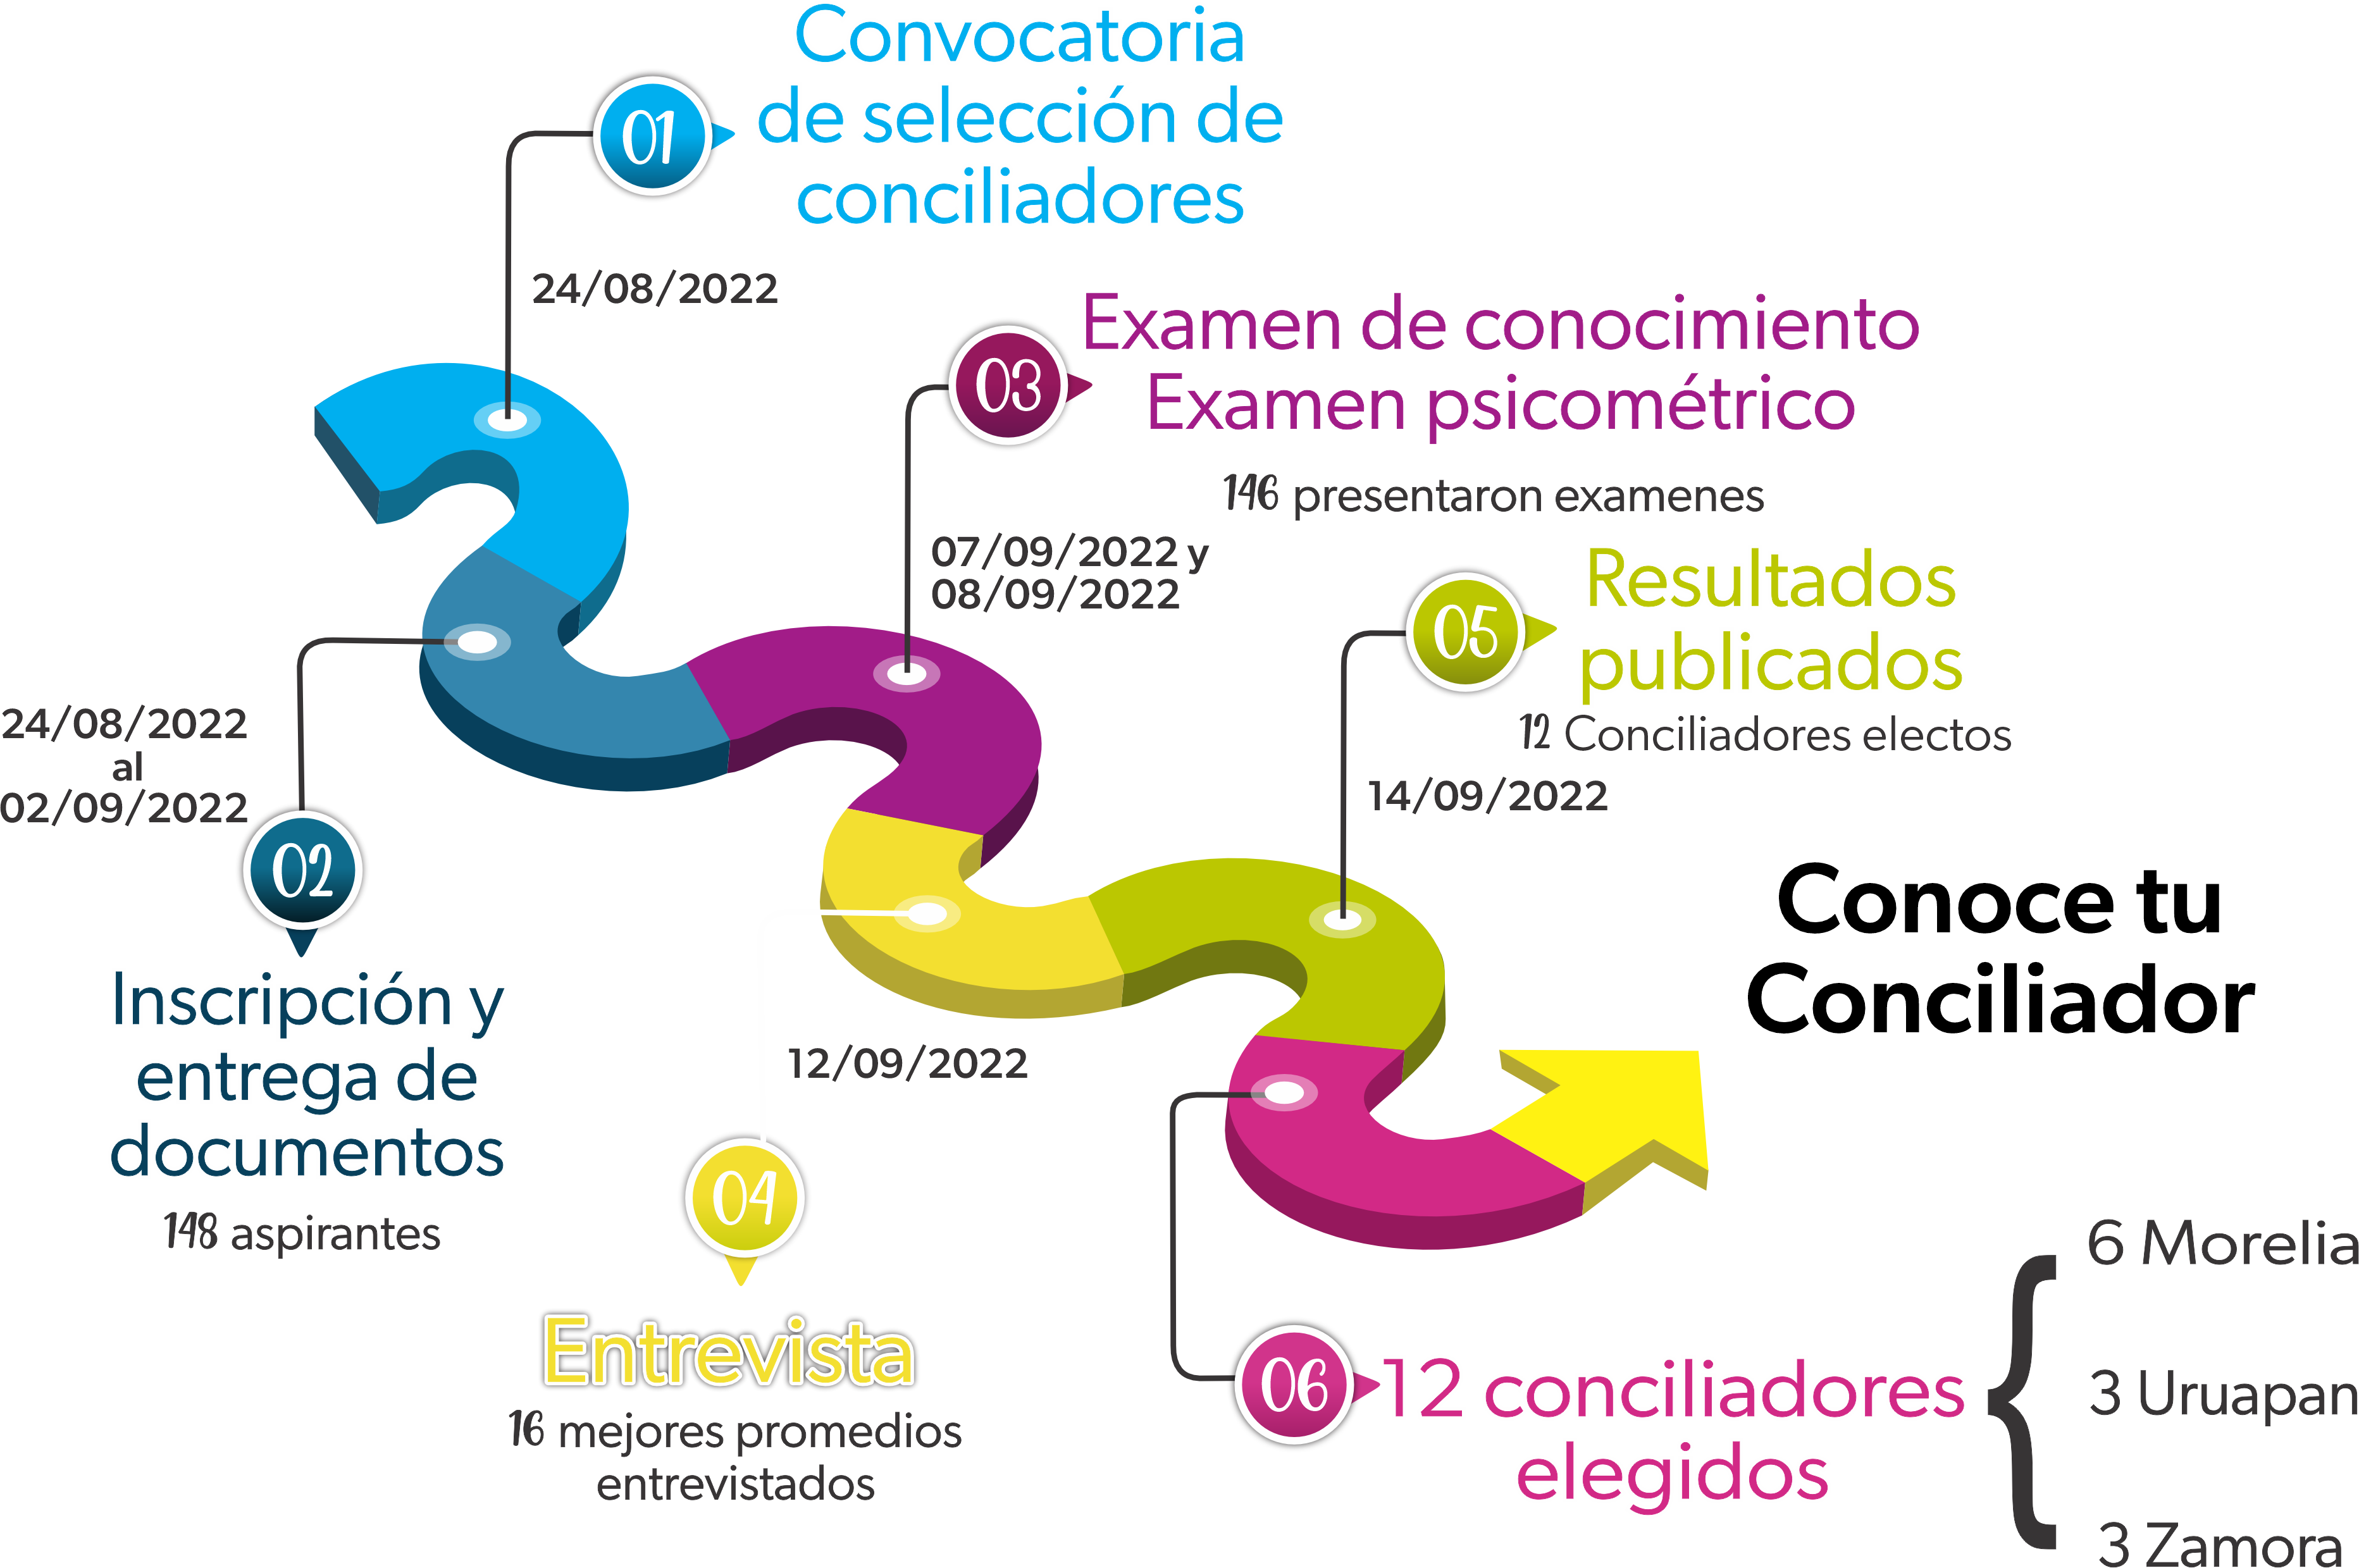 01
Convocatoria
de selección de
conciliadores
24/08/2022
24/08/2022
al
02/09/2022
02
Inscripción y
entrega de
documentos
148 aspirantes
03
Examen de conocimiento
Examen psicométrico
146 presentaron examenes
07/09/2022 y
08/09/2022
12/09/2022
04
Entrevista
16 mejores promedios
entrevistados
05
Resultados
publicados
12 Conciliadores electos
14/09/2022
Conoce tu
Conciliador
06
12 conciliadores
elegidos
6 Morelia
3 Uruapan
3 Zamora